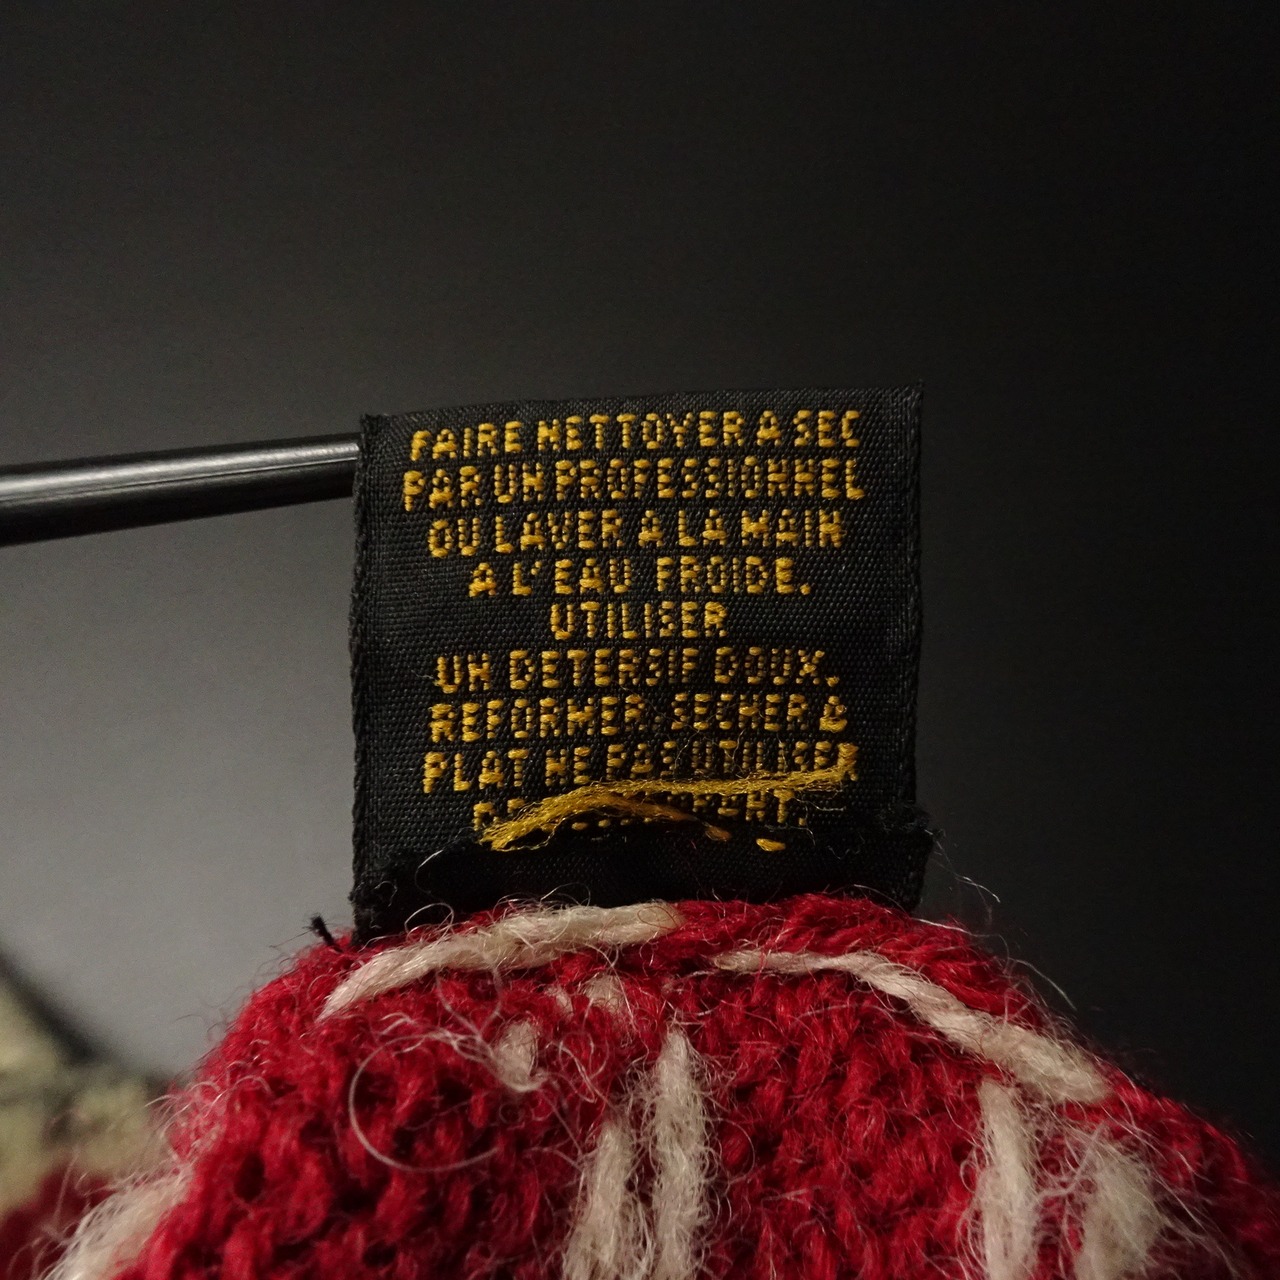 FAIRE NETTOYER A SEC
PAR UN PROFESSIONNEL
OU LAVER A LA MAIN
A L'EAU FROIDE.
UTILISER
UN DETERSIF DOUX.
REFORMER. SECHER A
PLAT NE PAS UTILISER